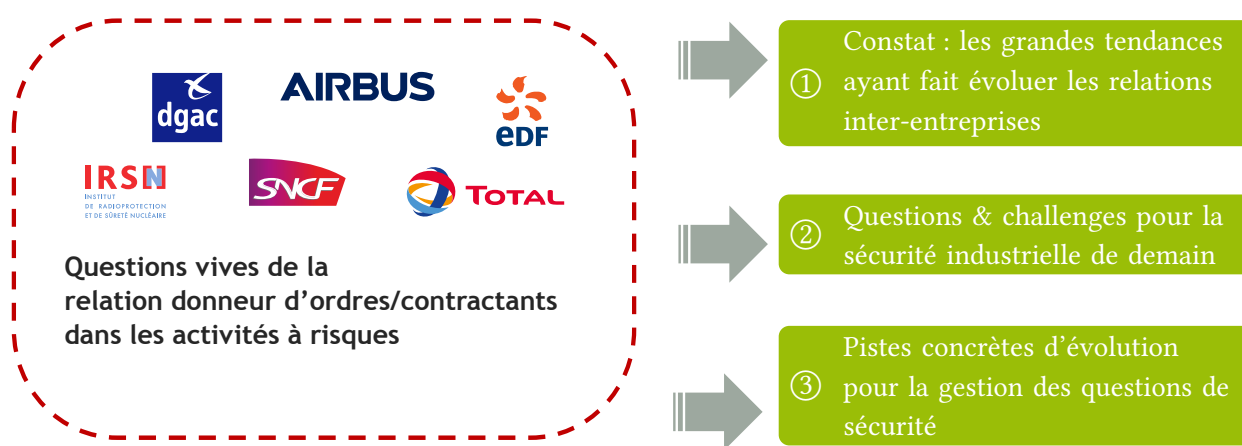 dgac
AIRBUS
eDF
IRSN
INSTITUT
DE RADIOPROTECTION
ET DE SÛRETÉ NUCLÉAIRE
SNCF
TOTAL
Questions vives de la
relation donneur d’ordres/contractants
dans les activités à risques
① Constat : les grandes tendances
ayant fait évoluer les relations
inter-entreprises
② Questions & challenges pour la
sécurité industrielle de demain
③ Pistes concrètes d’évolution
pour la gestion des questions de
sécurité